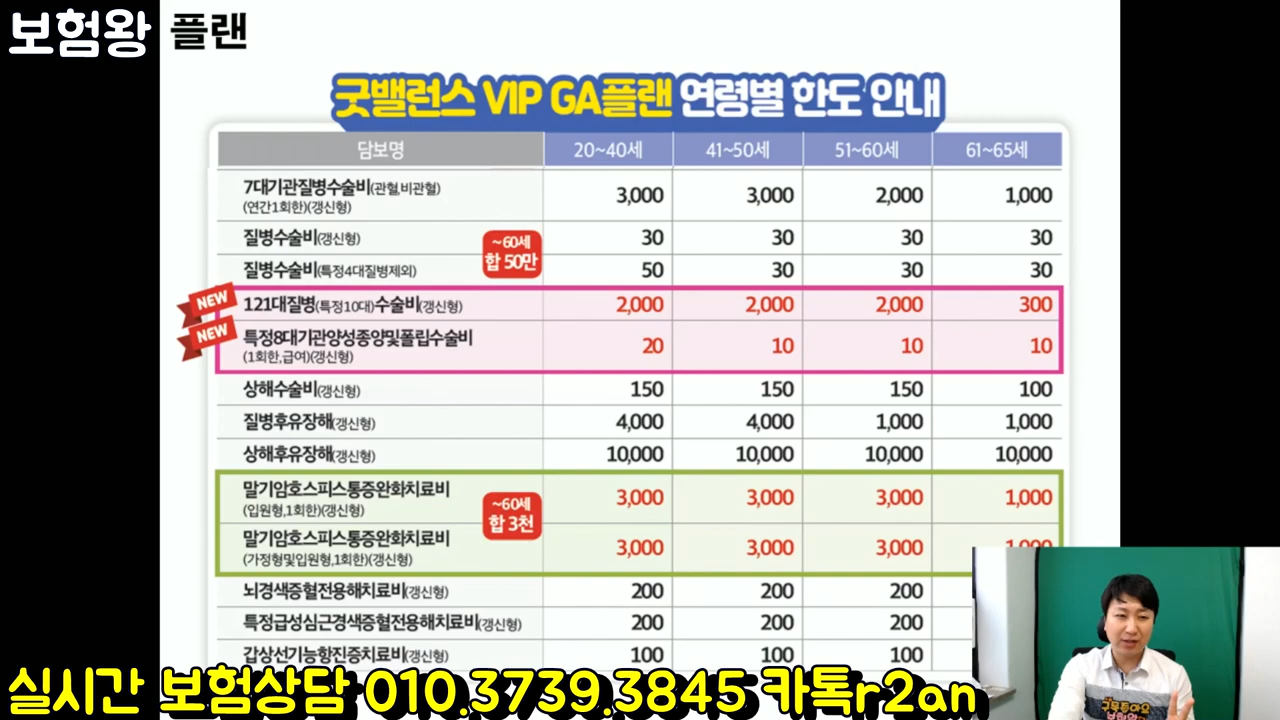 보험왕 플랜
굿밸런스 VIP GA플랜 연령별 한도 안내
담보명 20~40세 41~50세 51~60세 61~65세
7대기관질병수술비(관혈,비관혈)
(연간1회한)(갱신형) 3,000 3,000 2,000 1,000
질병수술비(갱신형) 30 30 30 30
~60세
합 50만
질병수술비(특정4대질병제외) 50 30 30 30
NEW
121대질병(특정10대)수술비(갱신형) 2,000 2,000 2,000 300
NEW
특정8대기관양성종양및폴립수술비
(1회한,급여)(갱신형) 20 10 10 10
상해수술비(갱신형) 150 150 150 100
질병후유장해(갱신형) 4,000 4,000 1,000 1,000
상해후유장해(갱신형) 10,000 10,000 10,000 10,000
말기암호스피스통증완화치료비
(입원형,1회한)(갱신형) 3,000 3,000 3,000 1,000
~60세
합 3천
말기암호스피스통증완화치료비
(가정형및입원형,1회한)(갱신형) 3,000 3,000 3,000 1,000
뇌경색증혈전용해치료비(갱신형) 200 200 200
특정급성심근경색증혈전용해치료비(갱신형) 200 200 200
갑상선기능항진증치료비(갱신형) 100 100 100
실시간 보험상담 010.3739.3845 카톡r2an